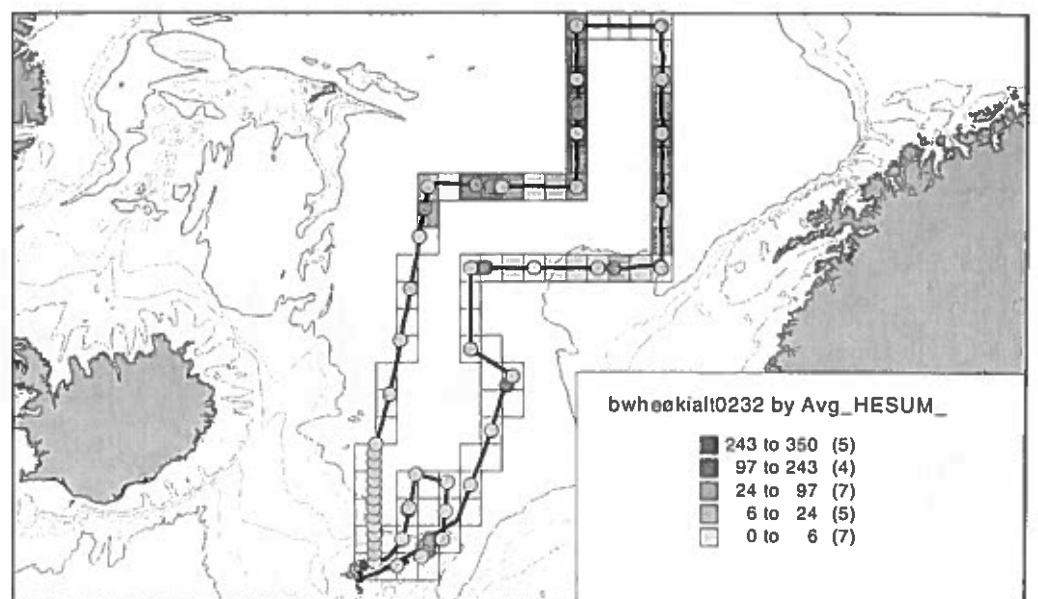 bwheøkialt0232 by Avg_HESUM_
243 to 350 (5)
97 to 243 (4)
24 to 97 (7)
6 to 24 (5)
0 to 6 (7)